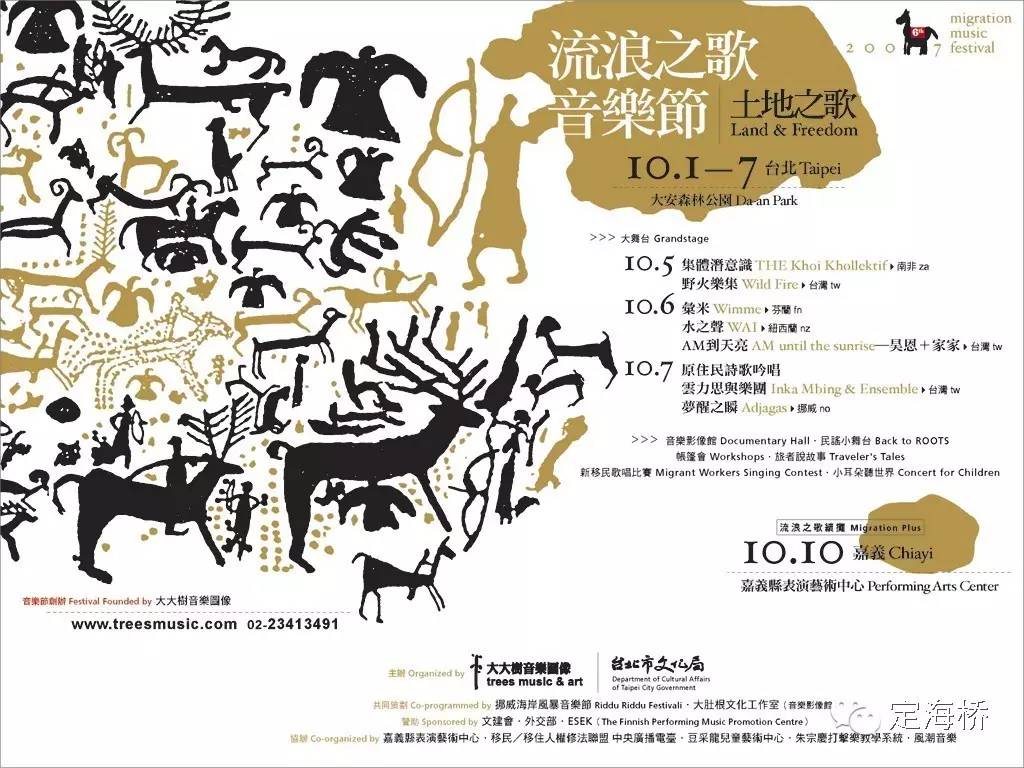 migration
music
festival
2007
6th
流浪之歌
音樂節
土地之歌
Land & Freedom
10.1—7 台北 Taipei
大安森林公園 Da-an Park
>>> 大舞台 Grandstage
10.5 集體潛意識 THE Khoi Khollektif 南非 za
野火樂集 Wild Fire 台灣 tw
10.6 彙米 Wimme 芬蘭 fn
水之聲 WAI 紐西蘭 nz
AM到天亮 AM until the sunrise—昊恩+家家 台灣 tw
10.7 原住民詩歌吟唱
雲力思與樂團 Inka Mbing & Ensemble 台灣 tw
夢醒之瞬 Adjagas 挪威 no
>>> 音樂影像館 Documentary Hall · 民謠小舞台 Back to ROOTS
帳篷會 Workshops · 旅者說故事 Traveler's Tales
新移民歌唱比賽 Migrant Workers Singing Contest · 小耳朵聽世界 Concert for Children
流浪之歌續攤 Migration Plus
10.10 嘉義 Chiayi
嘉義縣表演藝術中心 Performing Arts Center
音樂節創辦 Festival Founded by 大大樹音樂圖像
www.treesmusic.com 02-23413491
主辦 Organized by 大大樹音樂圖像 trees music & art
台北市文化局
Department of Cultural Affairs
of Taipei City Government
共同策劃 Co-programmed by 挪威海岸風暴音樂節 Riddu Riddu Festivali · 大肚根文化工作室 (音樂影像館
贊助 Sponsored by 文建會 · 外交部 · ESEK (The Finnish Performing Music Promotion Centre)
協辦 Co-organized by 嘉義縣表演藝術中心 · 移民/移住人權修法聯盟 中央廣播電臺 · 豆采龍兒童藝術中心 · 朱宗慶打擊樂教學系統 · 風潮音樂
定海桥